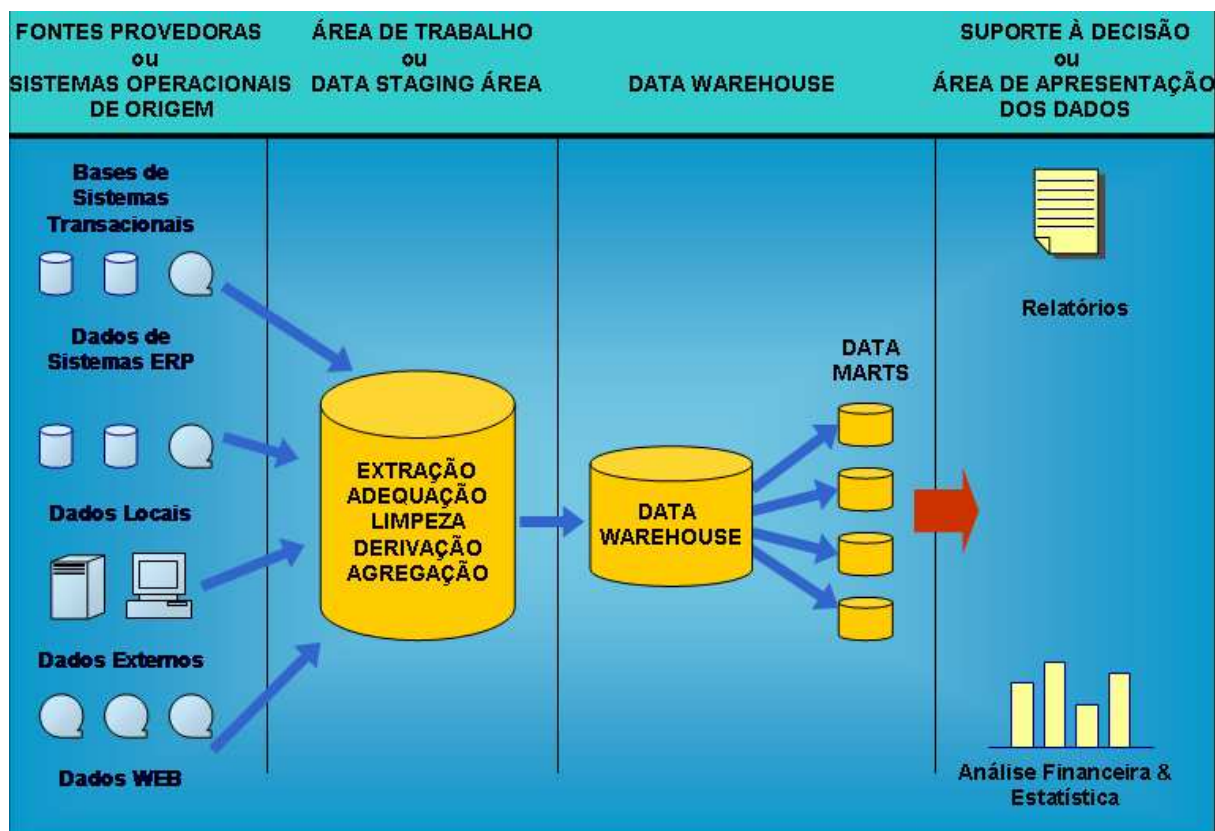 FONTES PROVEDORAS
ou
SISTEMAS OPERACIONAIS
DE ORIGEM
ÁREA DE TRABALHO
ou
DATA STAGING ÁREA
DATA WAREHOUSE
SUPORTE À DECISÃO
ou
ÁREA DE APRESENTAÇÃO
DOS DADOS
Bases de
Sistemas
Transacionais
Dados de
Sistemas ERP
Dados Locais
Dados Externos
Dados WEB
EXTRAÇÃO
ADEQUAÇÃO
LIMPEZA
DERIVAÇÃO
AGREGAÇÃO
DATA
WAREHOUSE
DATA
MARTS
Relatórios
Análise Financeira &
Estatística